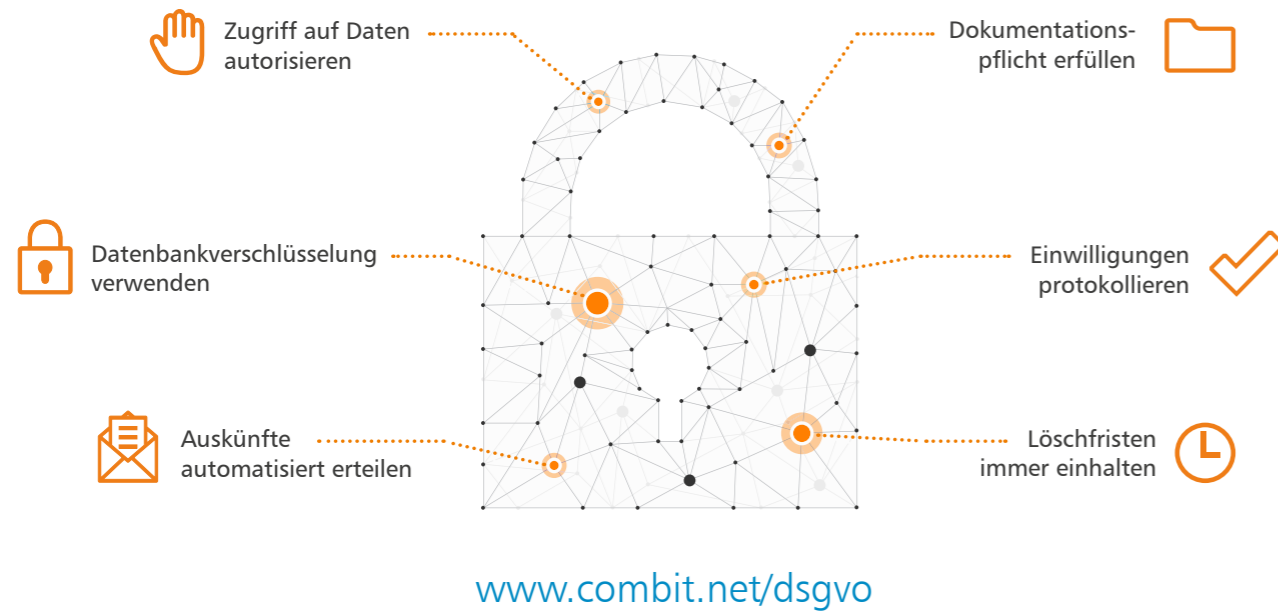 Zugriff auf Daten
autorisieren
Dokumentations-
pflicht erfüllen
Datenbankverschlüsselung
verwenden
Einwilligungen
protokollieren
Auskünfte
automatisiert erteilen
Löschfristen
immer einhalten
www.combit.net/dsgvo